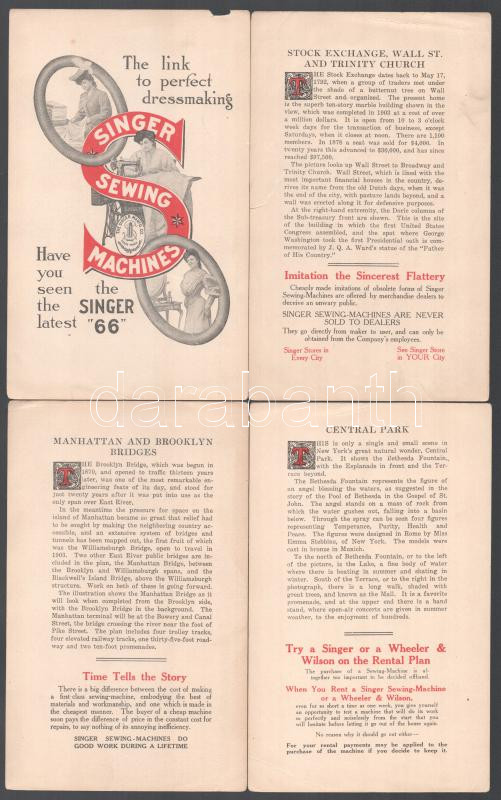 The link
to perfect
dressmaking
SINGER
SEWING
MACHINES
Have
you
seen
the
latest
the
SINGER
"66"
STOCK EXCHANGE, WALL ST.
AND TRINITY CHURCH
THE Stock Exchange dates back to May 17,
1792, when a group of traders met under
the shade of a butternut tree on Wall
Street and organized. The present home
is the superb ten-story marble building shown in the
view, which was completed in 1903 at a cost of over
a million dollars. It is open from 10 to 3 o'clock
week days for the transaction of business, except
Saturdays, when it closes at noon. There are 1,100
members. In 1878 a seat was sold for $4,000. In
twenty years this advanced to $30,000, and has since
reached $97,500.
The picture looks up Wall Street to Broadway and
Trinity Church. Wall Street, which is lined with the
most important financial houses in the country, de-
rives its name from the old Dutch days, when it was
the end of the city, with pasture lands beyond, and a
wall was erected along it for defensive purposes.
At the right-hand extremity, the Doric columns of
the Sub-treasury front are shown. This is the site
of the building in which the first United States
Congress assembled, and the spot where George
Washington took the first Presidential oath is com-
memorated by J. Q. A. Ward's statue of the "Father
of His Country."
Imitation the Sincerest Flattery
Cheaply made imitations of obsolete forms of Singer
Sewing-Machines are offered by merchandise dealers to
deceive an unwary public.
SINGER SEWING-MACHINES ARE NEVER
SOLD TO DEALERS
They go directly from maker to user, and can only be
obtained from the Company's employees.
Singer Stores in
Every City
See Singer Store
in YOUR City
darabanth
MANHATTAN AND BROOKLYN
BRIDGES
THE Brooklyn Bridge, which was begun in
1870, and opened to traffic thirteen years
later, was one of the most remarkable en-
gineering feats of its day, and stood for
just twenty years after it was put into use as the
only span over East River.
In the meantime the pressure for space on the
island of Manhattan became so great that relief had
to be sought by making the neighboring country ac-
cessible, and an extensive system of bridges and
tunnels has been mapped out, the first fruit of which
was the Williamsburgh Bridge, open to travel in
1903. Two other East River public bridges are in-
cluded in the plan, the Manhattan Bridge, between
the Brooklyn and Williamsburgh spans, and the
Blackwell's Island Bridge, above the Williamsburgh
structure. Work on both of these is going forward.
The illustration shows the Manhattan Bridge as it
will look when completed from the Brooklyn side,
with the Brooklyn Bridge in the background. The
Manhattan terminal will be at the Bowery and Canal
Street, the bridge crossing the river near the foot of
Pike Street. The plan includes four trolley tracks,
four elevated railway tracks, one thirty-five-foot road-
way and two ten-foot promenades.
Time Tells the Story
There is a big difference between the cost of making
a first-class sewing-machine, embodying the best of
materials and workmanship, and one which is made in
the cheapest manner. The buyer of a cheap machine
soon pays the difference of price in the constant cost for
repairs, to say nothing of its annoying inefficiency.
SINGER SEWING-MACHINES DO
GOOD WORK DURING A LIFETIME
CENTRAL PARK
THIS is only a single and small scene in
New York's great natural wonder, Central
Park. It shows the Bethesda Fountain,
with the Esplanade in front and the Ter-
race beyond.
The Bethesda Fountain represents the figure of
an angel blessing the waters, as suggested in the
story of the Pool of Bethesda in the Gospel of St.
John. The angel stands on a mass of rock from
which the water gushes out, falling into a basin
below. Through the spray can be seen four figures
representing Temperance, Purity, Health and
Peace. The figures were designed in Rome by Miss
Emma Stebbins, of New York. The models were
cast in bronze in Munich.
To the north of Bethesda Fountain, or to the left
of the picture, is the Lake, a fine body of water
where there is boating in summer and skating in
winter. South of the Terrace, or to the right in the
photograph, there is a long walk, shaded with
great trees, and known as the Mall. It is a favorite
promenade, and at the upper end there is a band
stand, where open-air concerts are given in summer
weather, to the enjoyment of hundreds.
Try a Singer or a Wheeler &
Wilson on the Rental Plan
The purchase of a Sewing-Machine is al-
together too important to be decided offhand.
When You Rent a Singer Sewing-Machine
or a Wheeler & Wilson,
even for so short a time as one week, you give yourself
an opportunity to test a machine that will do its work
so perfectly and noiselessly from the start that you will
hesitate before letting it go out of the house again.
No reason why it should go out either—
For your rental payments may be applied to the
purchase of the machine if you decide to keep it.